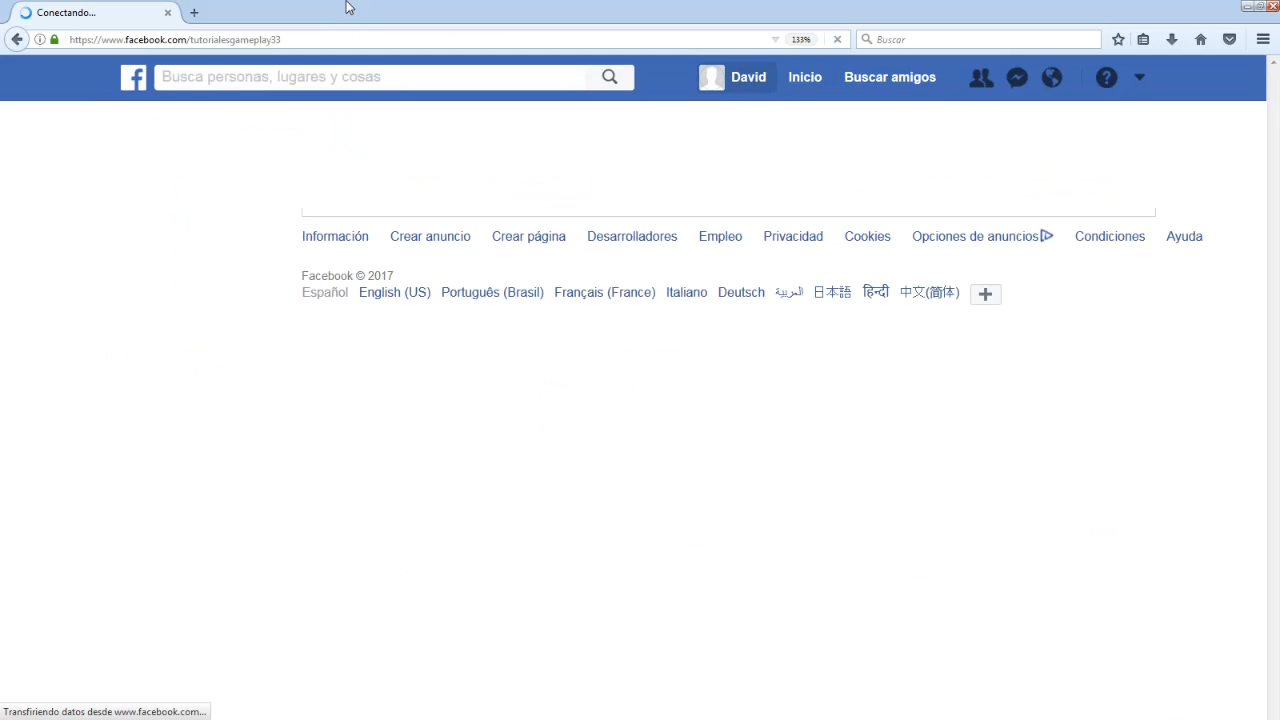 Conectando...
https://www.facebook.com/tutorialesgameplay33
133%
Buscar
Busca personas, lugares y cosas
David
Inicio
Buscar amigos
Información Crear anuncio Crear página Desarrolladores Empleo Privacidad Cookies Opciones de anuncios Condiciones Ayuda
Facebook © 2017
Español English (US) Português (Brasil) Français (France) Italiano Deutsch العربية 日本語 हिन्दी 中文(简体)
Transfiriendo datos desde www.facebook.com...